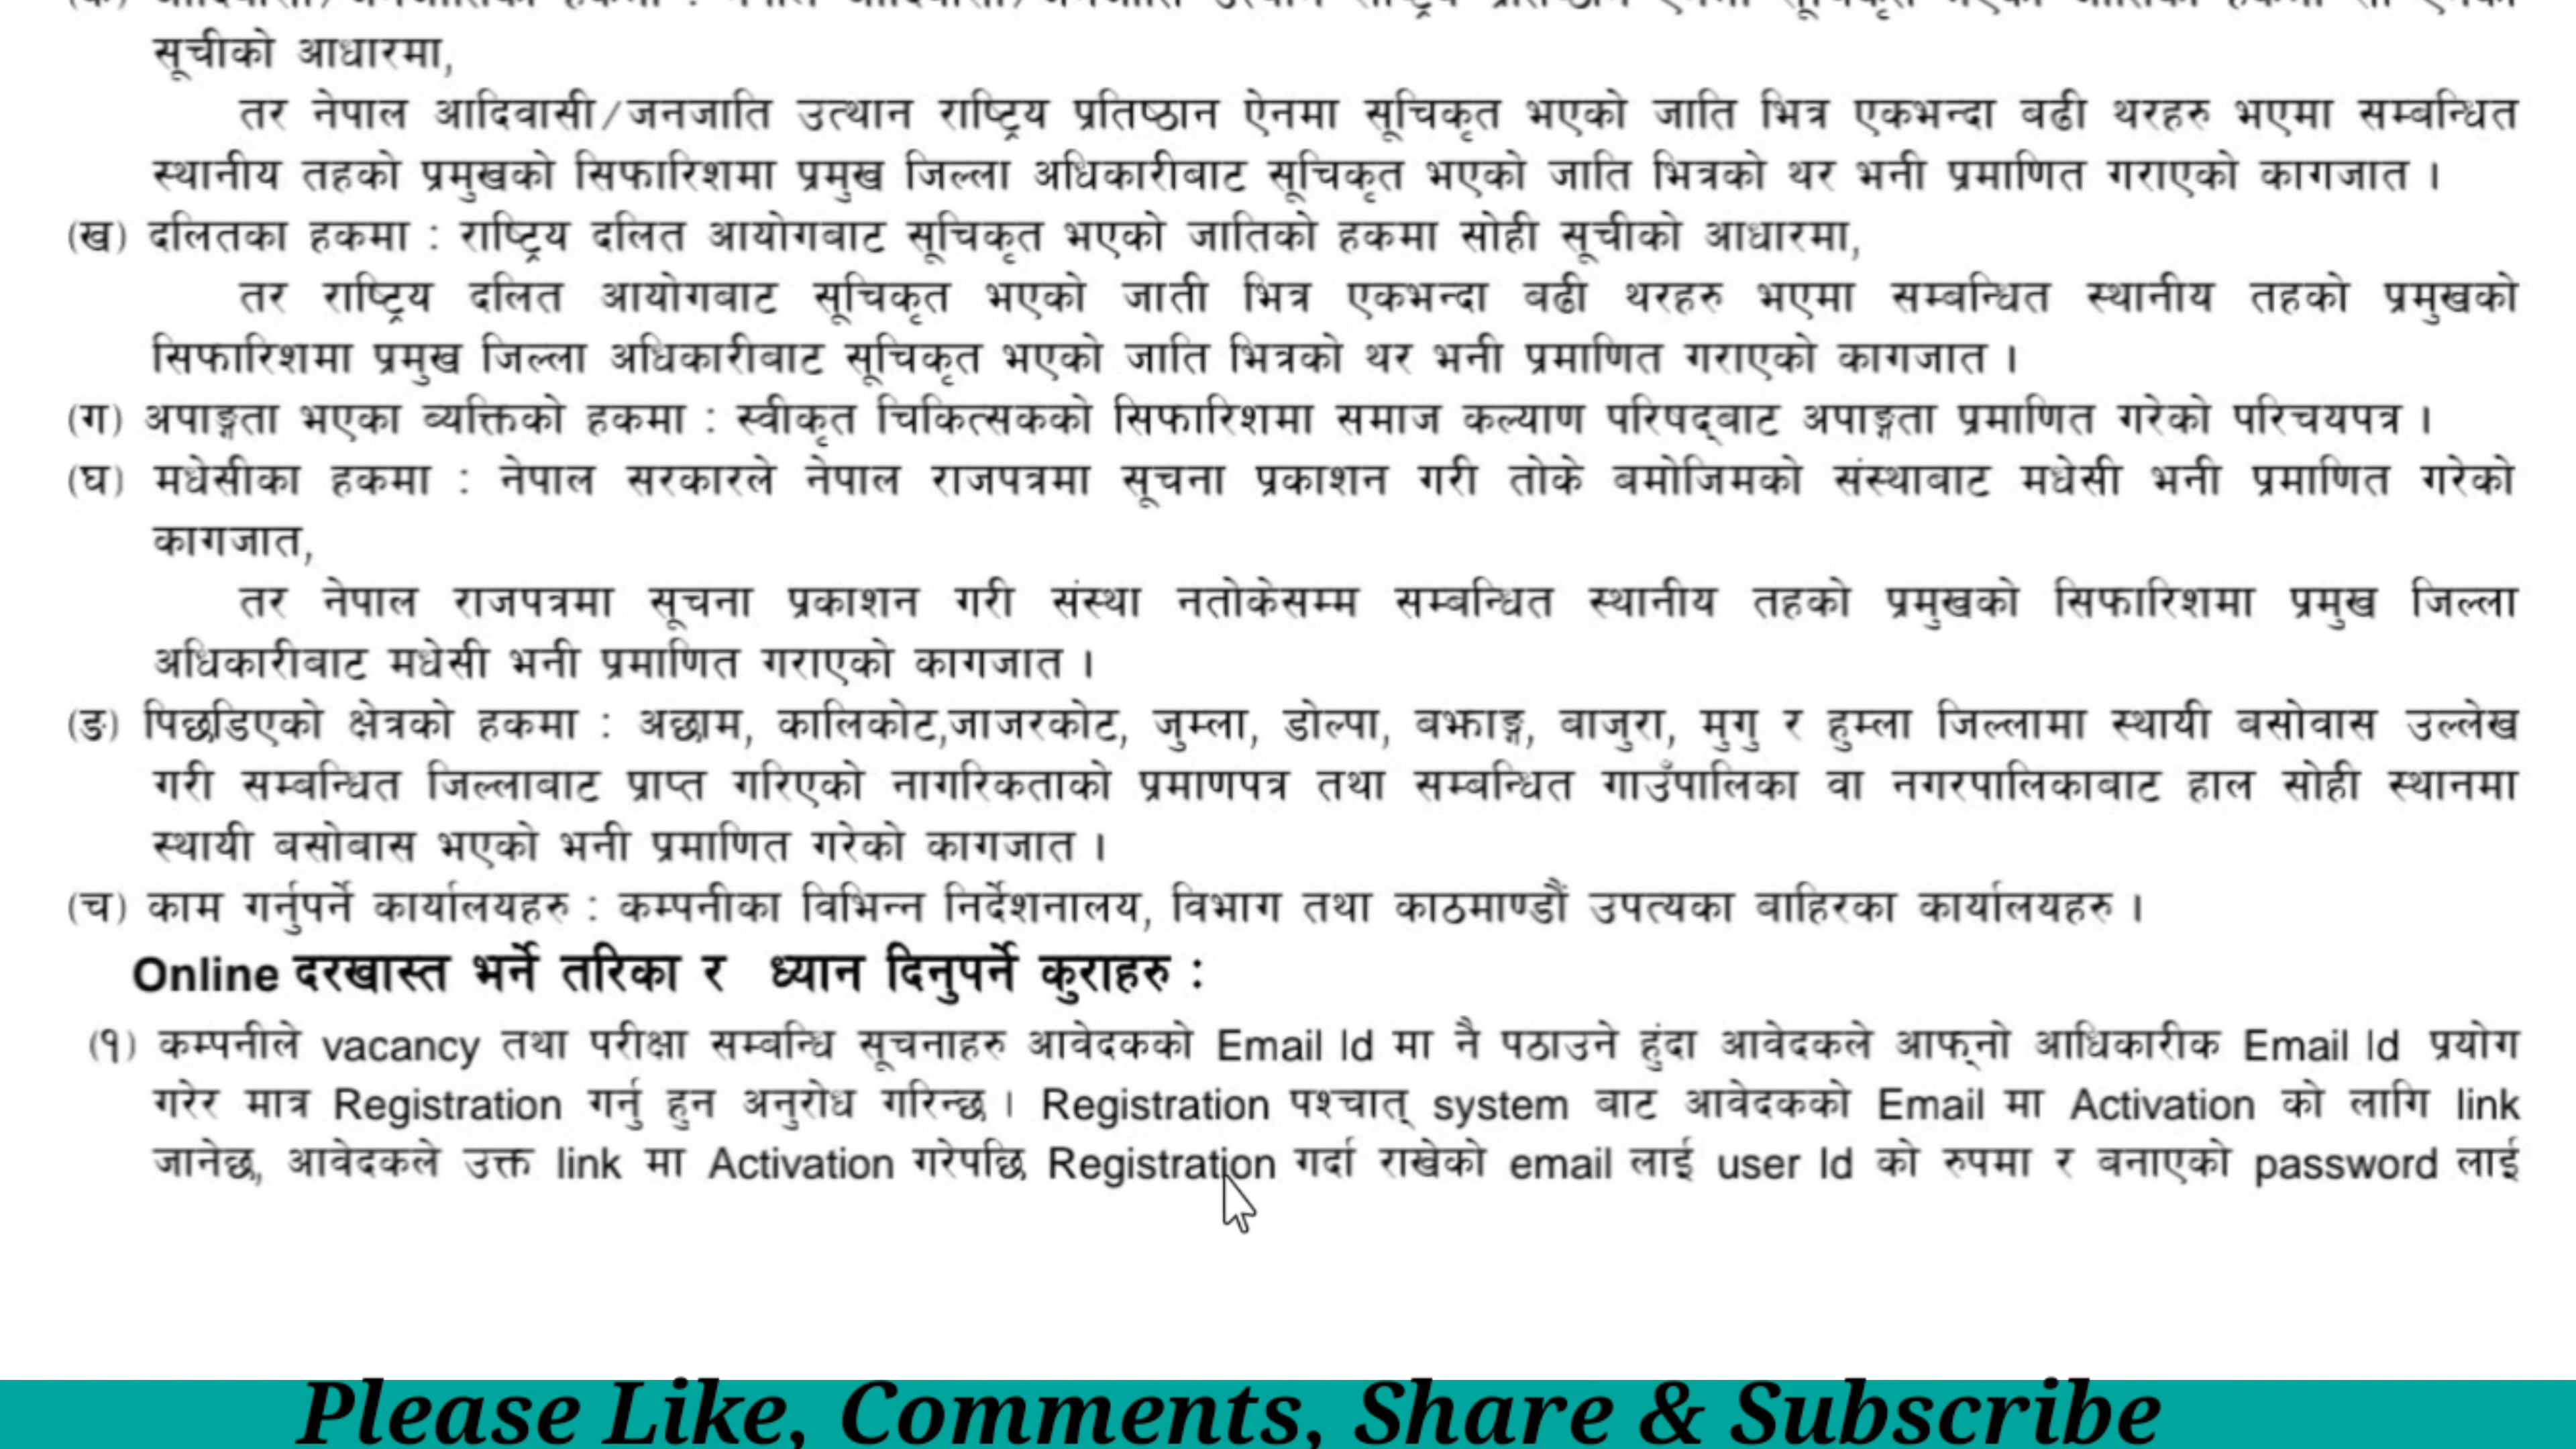 सूचीको आधारमा,
तर नेपाल आदिवासी/जनजाति उत्थान राष्ट्रिय प्रतिष्ठान ऐनमा सूचिकृत भएको जाति भित्र एकभन्दा बढी थरहरु भएमा सम्बन्धित
स्थानीय तहको प्रमुखको सिफारिशमा प्रमुख जिल्ला अधिकारीबाट सूचिकृत भएको जाति भित्रको थर भनी प्रमाणित गराएको कागजात ।
(ख) दलितका हकमा : राष्ट्रिय दलित आयोगबाट सूचिकृत भएको जातिको हकमा सोही सूचीको आधारमा,
तर राष्ट्रिय दलित आयोगबाट सूचिकृत भएको जाती भित्र एकभन्दा बढी थरहरु भएमा सम्बन्धित स्थानीय तहको प्रमुखको
सिफारिशमा प्रमुख जिल्ला अधिकारीबाट सूचिकृत भएको जाति भित्रको थर भनी प्रमाणित गराएको कागजात ।
(ग) अपाङ्गता भएका व्यक्तिको हकमा : स्वीकृत चिकित्सकको सिफारिशमा समाज कल्याण परिषद्‌बाट अपाङ्गता प्रमाणित गरेको परिचयपत्र ।
(घ) मधेसीका हकमा : नेपाल सरकारले नेपाल राजपत्रमा सूचना प्रकाशन गरी तोके बमोजिमको संस्थाबाट मधेसी भनी प्रमाणित गरेको
कागजात,
तर नेपाल राजपत्रमा सूचना प्रकाशन गरी संस्था नतोकेसम्म सम्बन्धित स्थानीय तहको प्रमुखको सिफारिशमा प्रमुख जिल्ला
अधिकारीबाट मधेसी भनी प्रमाणित गराएको कागजात ।
(ङ) पिछडिएको क्षेत्रको हकमा : अछाम, कालिकोट,जाजरकोट, जुम्ला, डोल्पा, बझाङ्ग, बाजुरा, मुगु र हुम्ला जिल्लामा स्थायी बसोवास उल्लेख
गरी सम्बन्धित जिल्लाबाट प्राप्त गरिएको नागरिकताको प्रमाणपत्र तथा सम्बन्धित गाउँपालिका वा नगरपालिकाबाट हाल सोही स्थानमा
स्थायी बसोबास भएको भनी प्रमाणित गरेको कागजात ।
(च) काम गर्नुपर्ने कार्यालयहरु : कम्पनीका विभिन्न निर्देशनालय, विभाग तथा काठमाण्डौं उपत्यका बाहिरका कार्यालयहरु ।
Online दरखास्त भर्ने तरिका र ध्यान दिनुपर्ने कुराहरु :
(१) कम्पनीले vacancy तथा परीक्षा सम्बन्धि सूचनाहरु आवेदकको Email Id मा नै पठाउने हुंदा आवेदकले आफ्‌नो आधिकारीक Email Id प्रयोग
गरेर मात्र Registration गर्नु हुन अनुरोध गरिन्छ । Registration पश्चात् system बाट आवेदकको Email मा Activation को लागि link
जानेछ, आवेदकले उक्त link मा Activation गरेपछि Registration गर्दा राखेको email लाई user Id को रुपमा र बनाएको password लाई
Please Like, Comments, Share & Subscribe